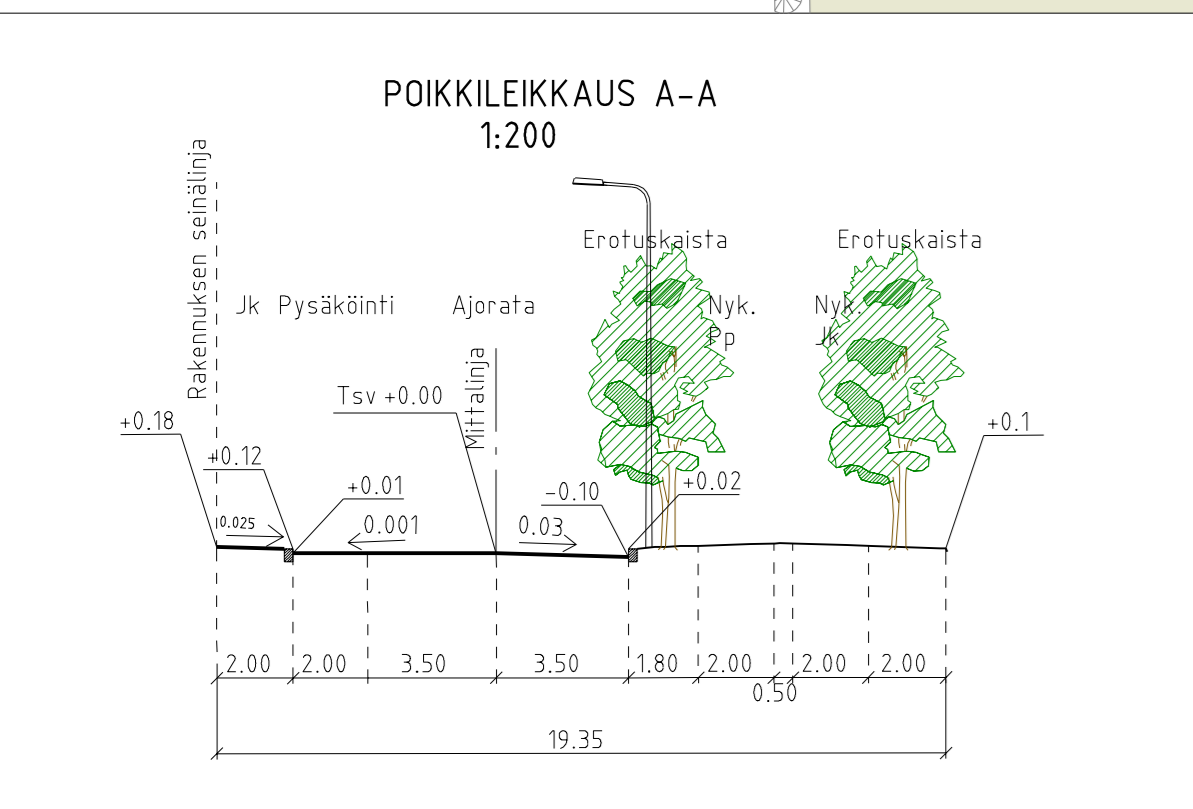 POIKKILEIKKAUS A-A
1:200
Rakennuksen seinälinja
Erotuskaista
Erotuskaista
Jk
Pysäköinti
Ajorata
Nyk.
Pp
Nyk.
Jk
Mittalinja
Tsv +0.00
+0.18
+0.12
+0.01
-0.10
+0.02
+0.1
0.025
0.001
0.03
2.00
2.00
3.50
3.50
1.80
2.00
0.50
2.00
2.00
19.35